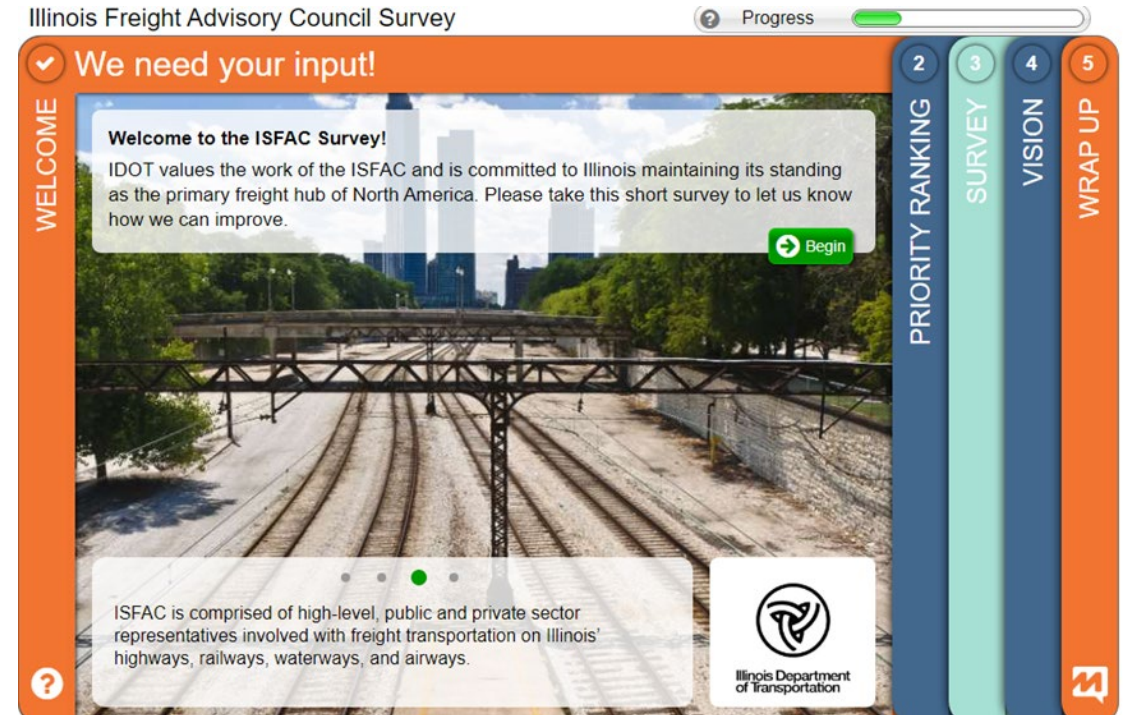 Illinois Freight Advisory Council Survey
? Progress
We need your input!
WELCOME
Welcome to the ISFAC Survey!
IDOT values the work of the ISFAC and is committed to Illinois maintaining its standing
as the primary freight hub of North America. Please take this short survey to let us know
how we can improve.
Begin
ISFAC is comprised of high-level, public and private sector
representatives involved with freight transportation on Illinois'
highways, railways, waterways, and airways.
Illinois Department
of Transportation
?
2
PRIORITY RANKING
3
SURVEY
4
VISION
5
WRAP UP